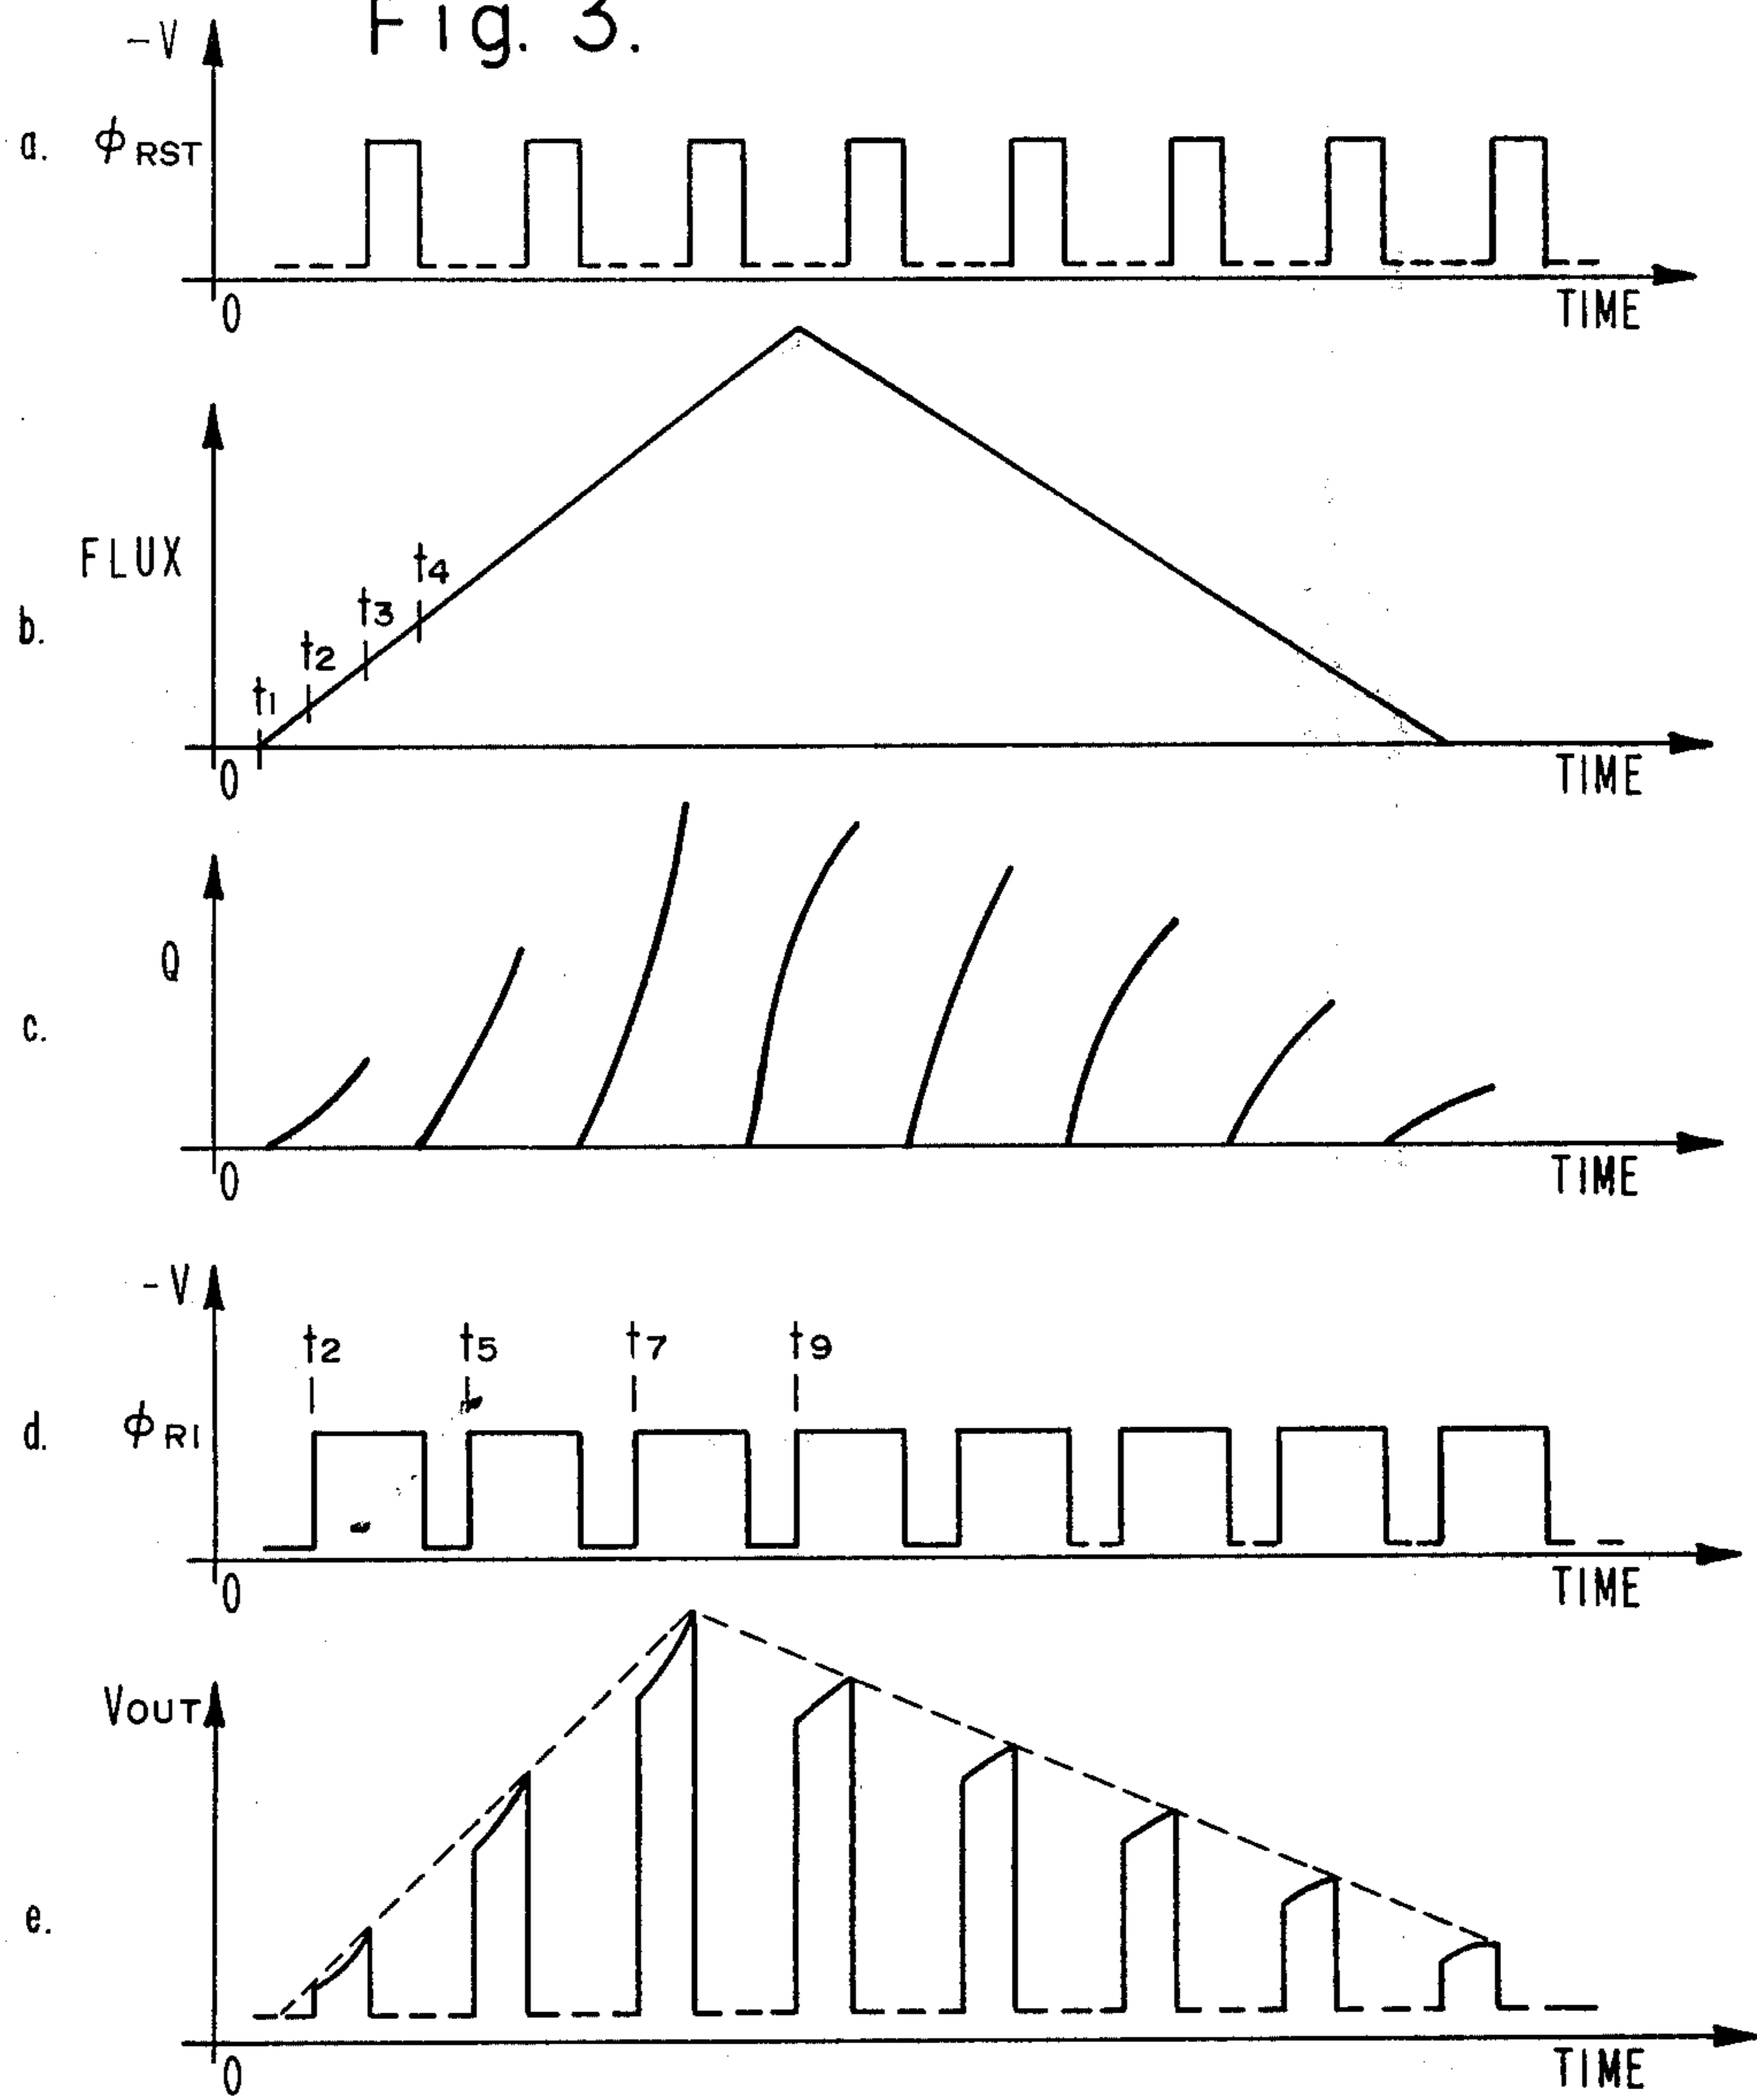 Fig. 3.
-V
a. ϕRST
0 TIME
FLUX
b.
t1 t2 t3 t4
0 TIME
Q
c.
0 TIME
-V
t2 t5 t7 t9
d. ϕRI
0 TIME
VOUT
e.
0 TIME